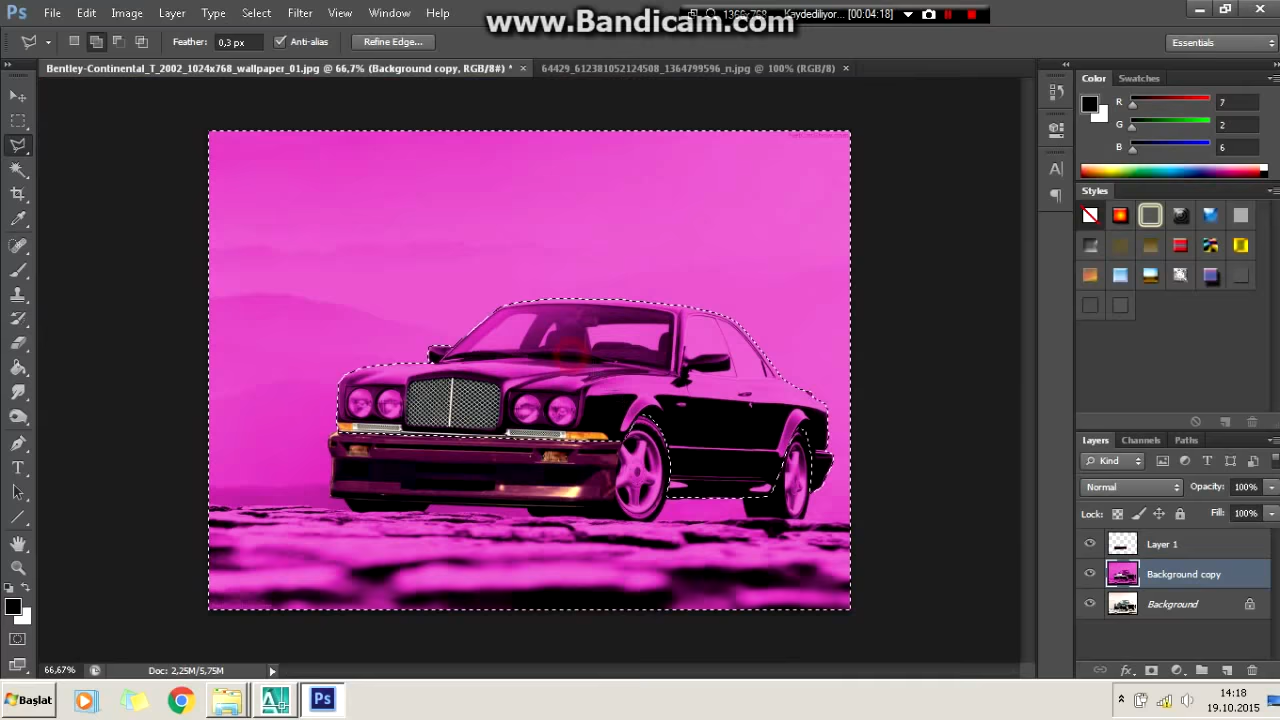 www.Bandicam.com
1366x768 Kaydediliyor... [00:04:18]
Ps File Edit Image Layer Type Select Filter View Window Help
Feather: 0,3 px Anti-alias Refine Edge... Essentials
Bentley-Continental_T_2002_1024x768_wallpaper_01.jpg @ 66,7% (Background copy, RGB/8#) * × 64429_612381052124508_1364799596_n.jpg @ 100% (RGB/8) ×
Color Swatches
R 7
G 2
B 6
Styles
Layers Channels Paths
Kind
Normal Opacity: 100%
Lock: Fill: 100%
Layer 1
Background copy
Background
66,67% Doc: 2,25M/5,75M
Başlat Ps 14:18
19.10.2015